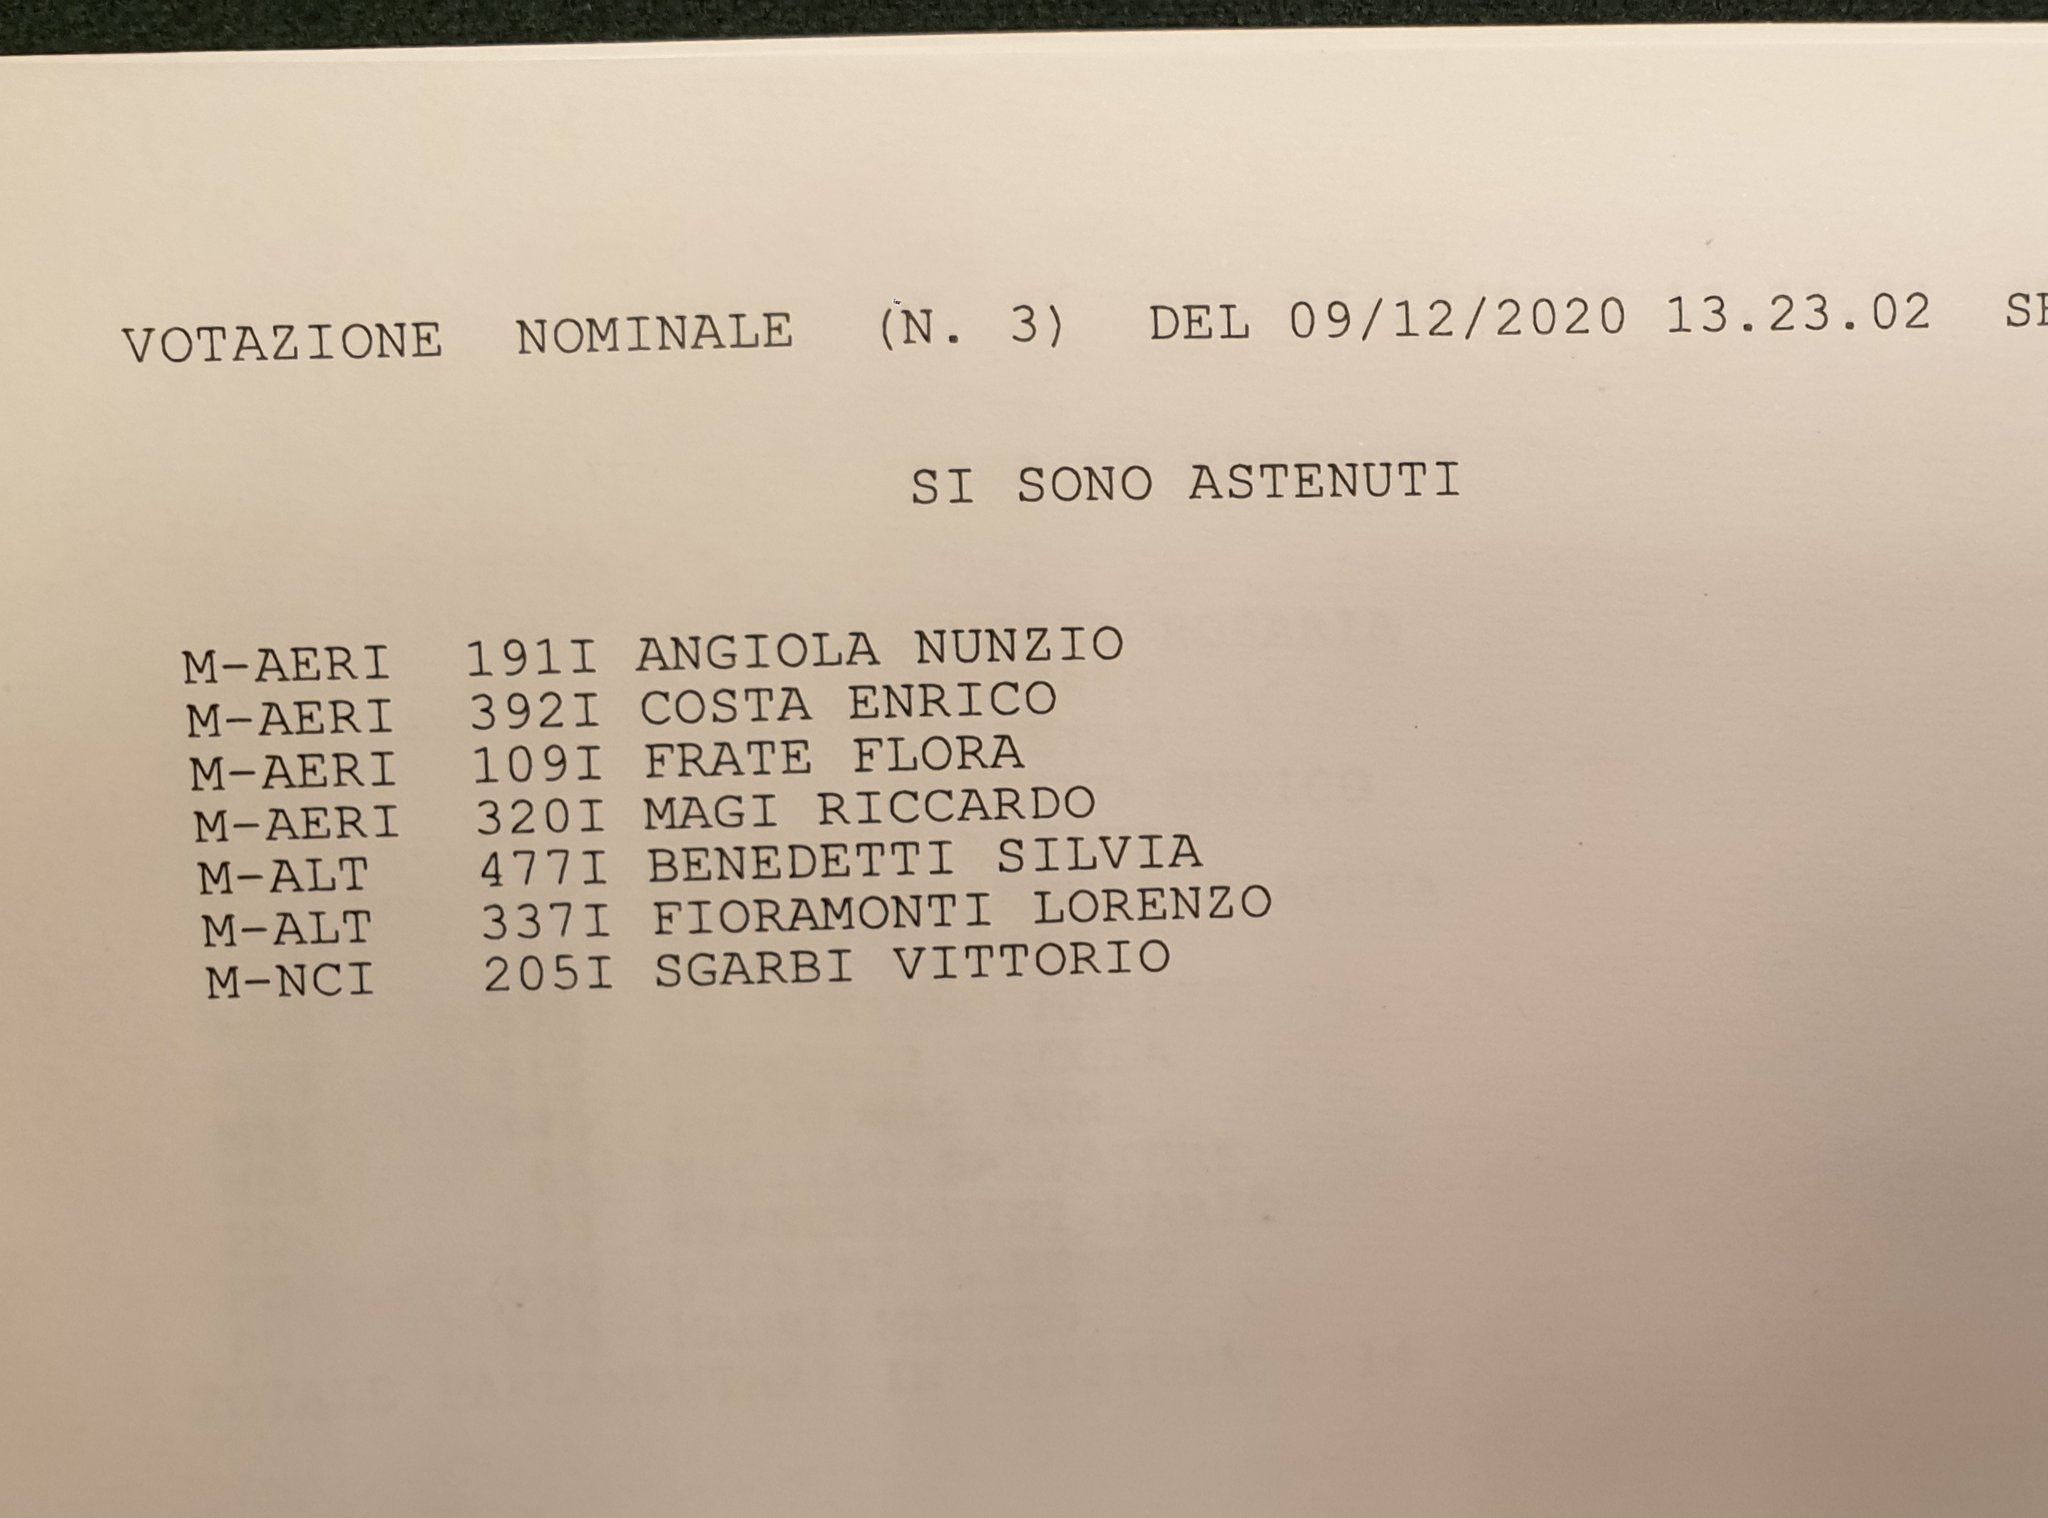 VOTAZIONE NOMINALE (N. 3) DEL 09/12/2020 13.23.02 SE
SI SONO ASTENUTI
M-AERI 191I ANGIOLA NUNZIO
M-AERI 392I COSTA ENRICO
M-AERI 109I FRATE FLORA
M-AERI 320I MAGI RICCARDO
M-ALT 477I BENEDETTI SILVIA
M-ALT 337I FIORAMONTI LORENZO
M-NCI 205I SGARBI VITTORIO